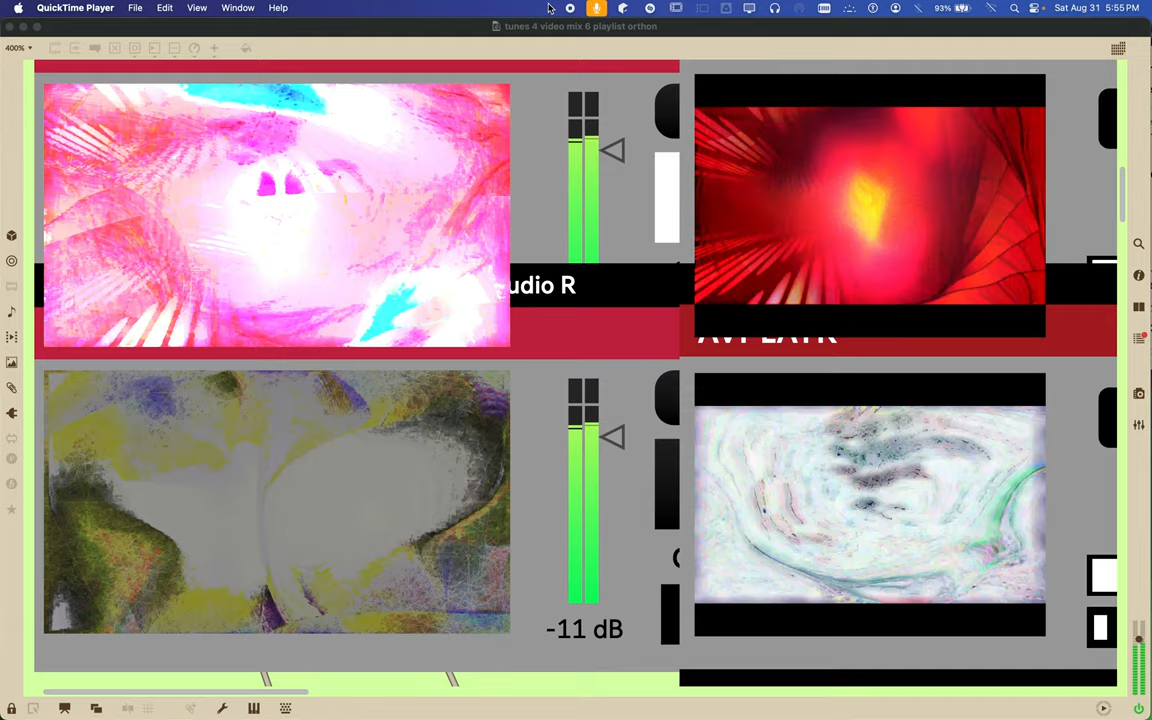 QuickTime Player File Edit View Window Help 93% Sat Aug 31 5:55 PM
tunes 4 video mix 6 playlist orthon
400%
udio R
-11 dB